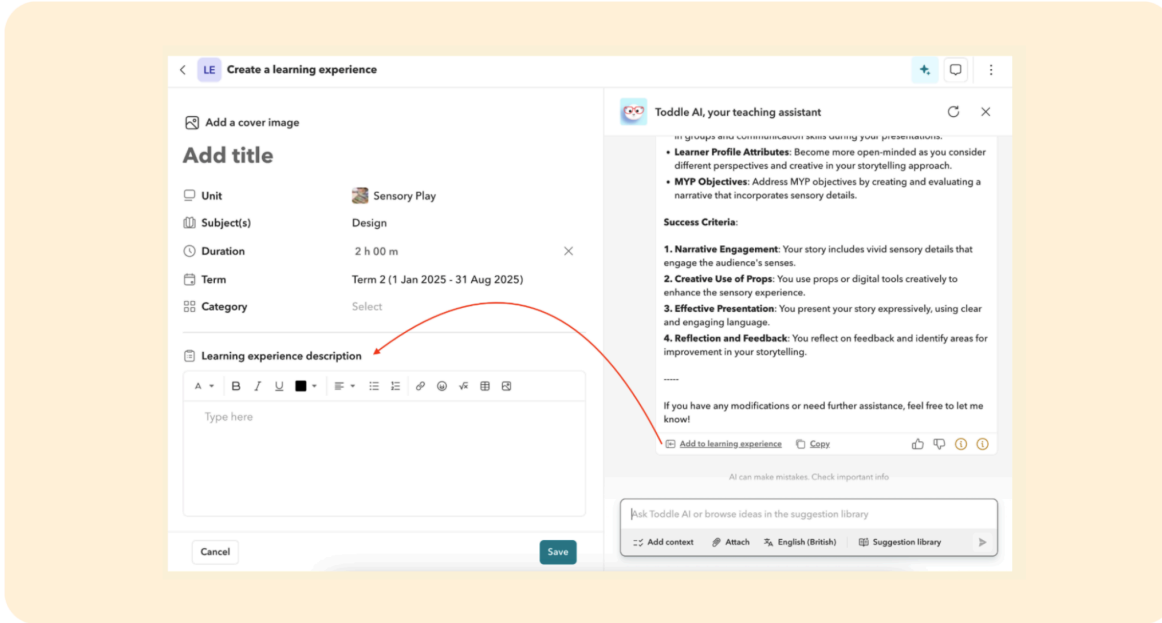 LE Create a learning experience
Add a cover image
Add title
Unit Sensory Play
Subject(s) Design
Duration 2 h 00 m
Term Term 2 (1 Jan 2025 - 31 Aug 2025)
Category Select
Learning experience description
A B I U
Type here
Cancel Save
Toddle AI, your teaching assistant
in groups and communication skills during your presentations.
• Learner Profile Attributes: Become more open-minded as you consider
different perspectives and creative in your storytelling approach.
• MYP Objectives: Address MYP objectives by creating and evaluating a
narrative that incorporates sensory details.
Success Criteria:
1. Narrative Engagement: Your story includes vivid sensory details that
engage the audience's senses.
2. Creative Use of Props: You use props or digital tools creatively to
enhance the sensory experience.
3. Effective Presentation: You present your story expressively, using clear
and engaging language.
4. Reflection and Feedback: You reflect on feedback and identify areas for
improvement in your storytelling.
-----
If you have any modifications or need further assistance, feel free to let me
know!
Add to learning experience Copy
AI can make mistakes. Check important info
Ask Toddle AI or browse ideas in the suggestion library
Add context Attach English (British) Suggestion library